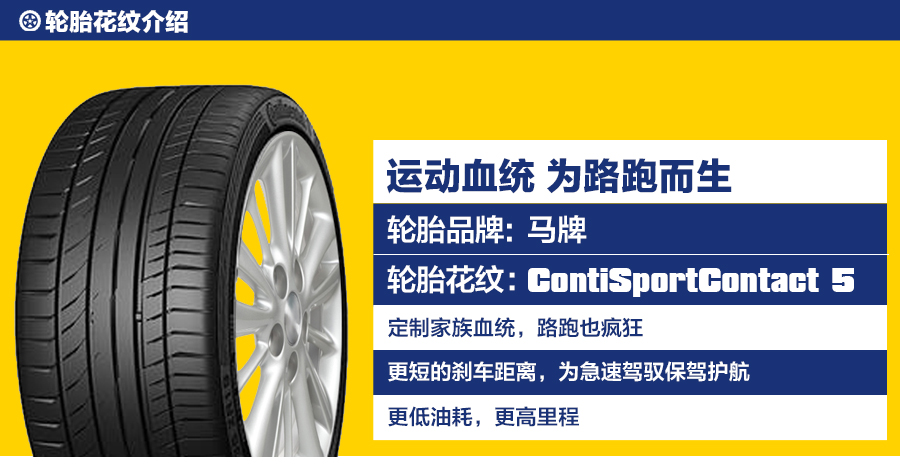 轮胎花纹介绍
运动血统 为路跑而生
轮胎品牌：马牌
轮胎花纹：ContiSportContact 5
定制家族血统，路跑也疯狂
更短的刹车距离，为急速驾驭保驾护航
更低油耗，更高里程